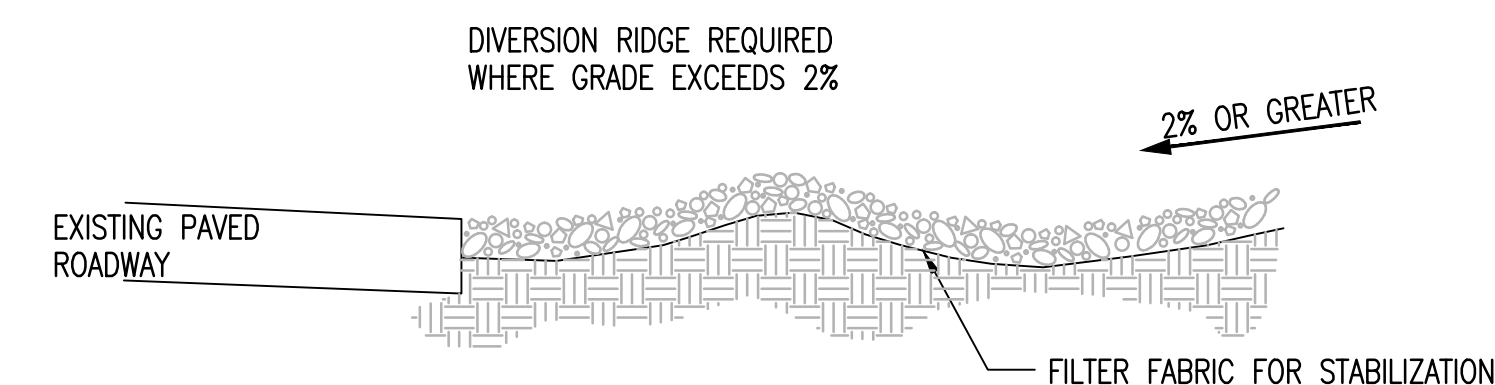 DIVERSION RIDGE REQUIRED
WHERE GRADE EXCEEDS 2%
2% OR GREATER
EXISTING PAVED
ROADWAY
FILTER FABRIC FOR STABILIZATION